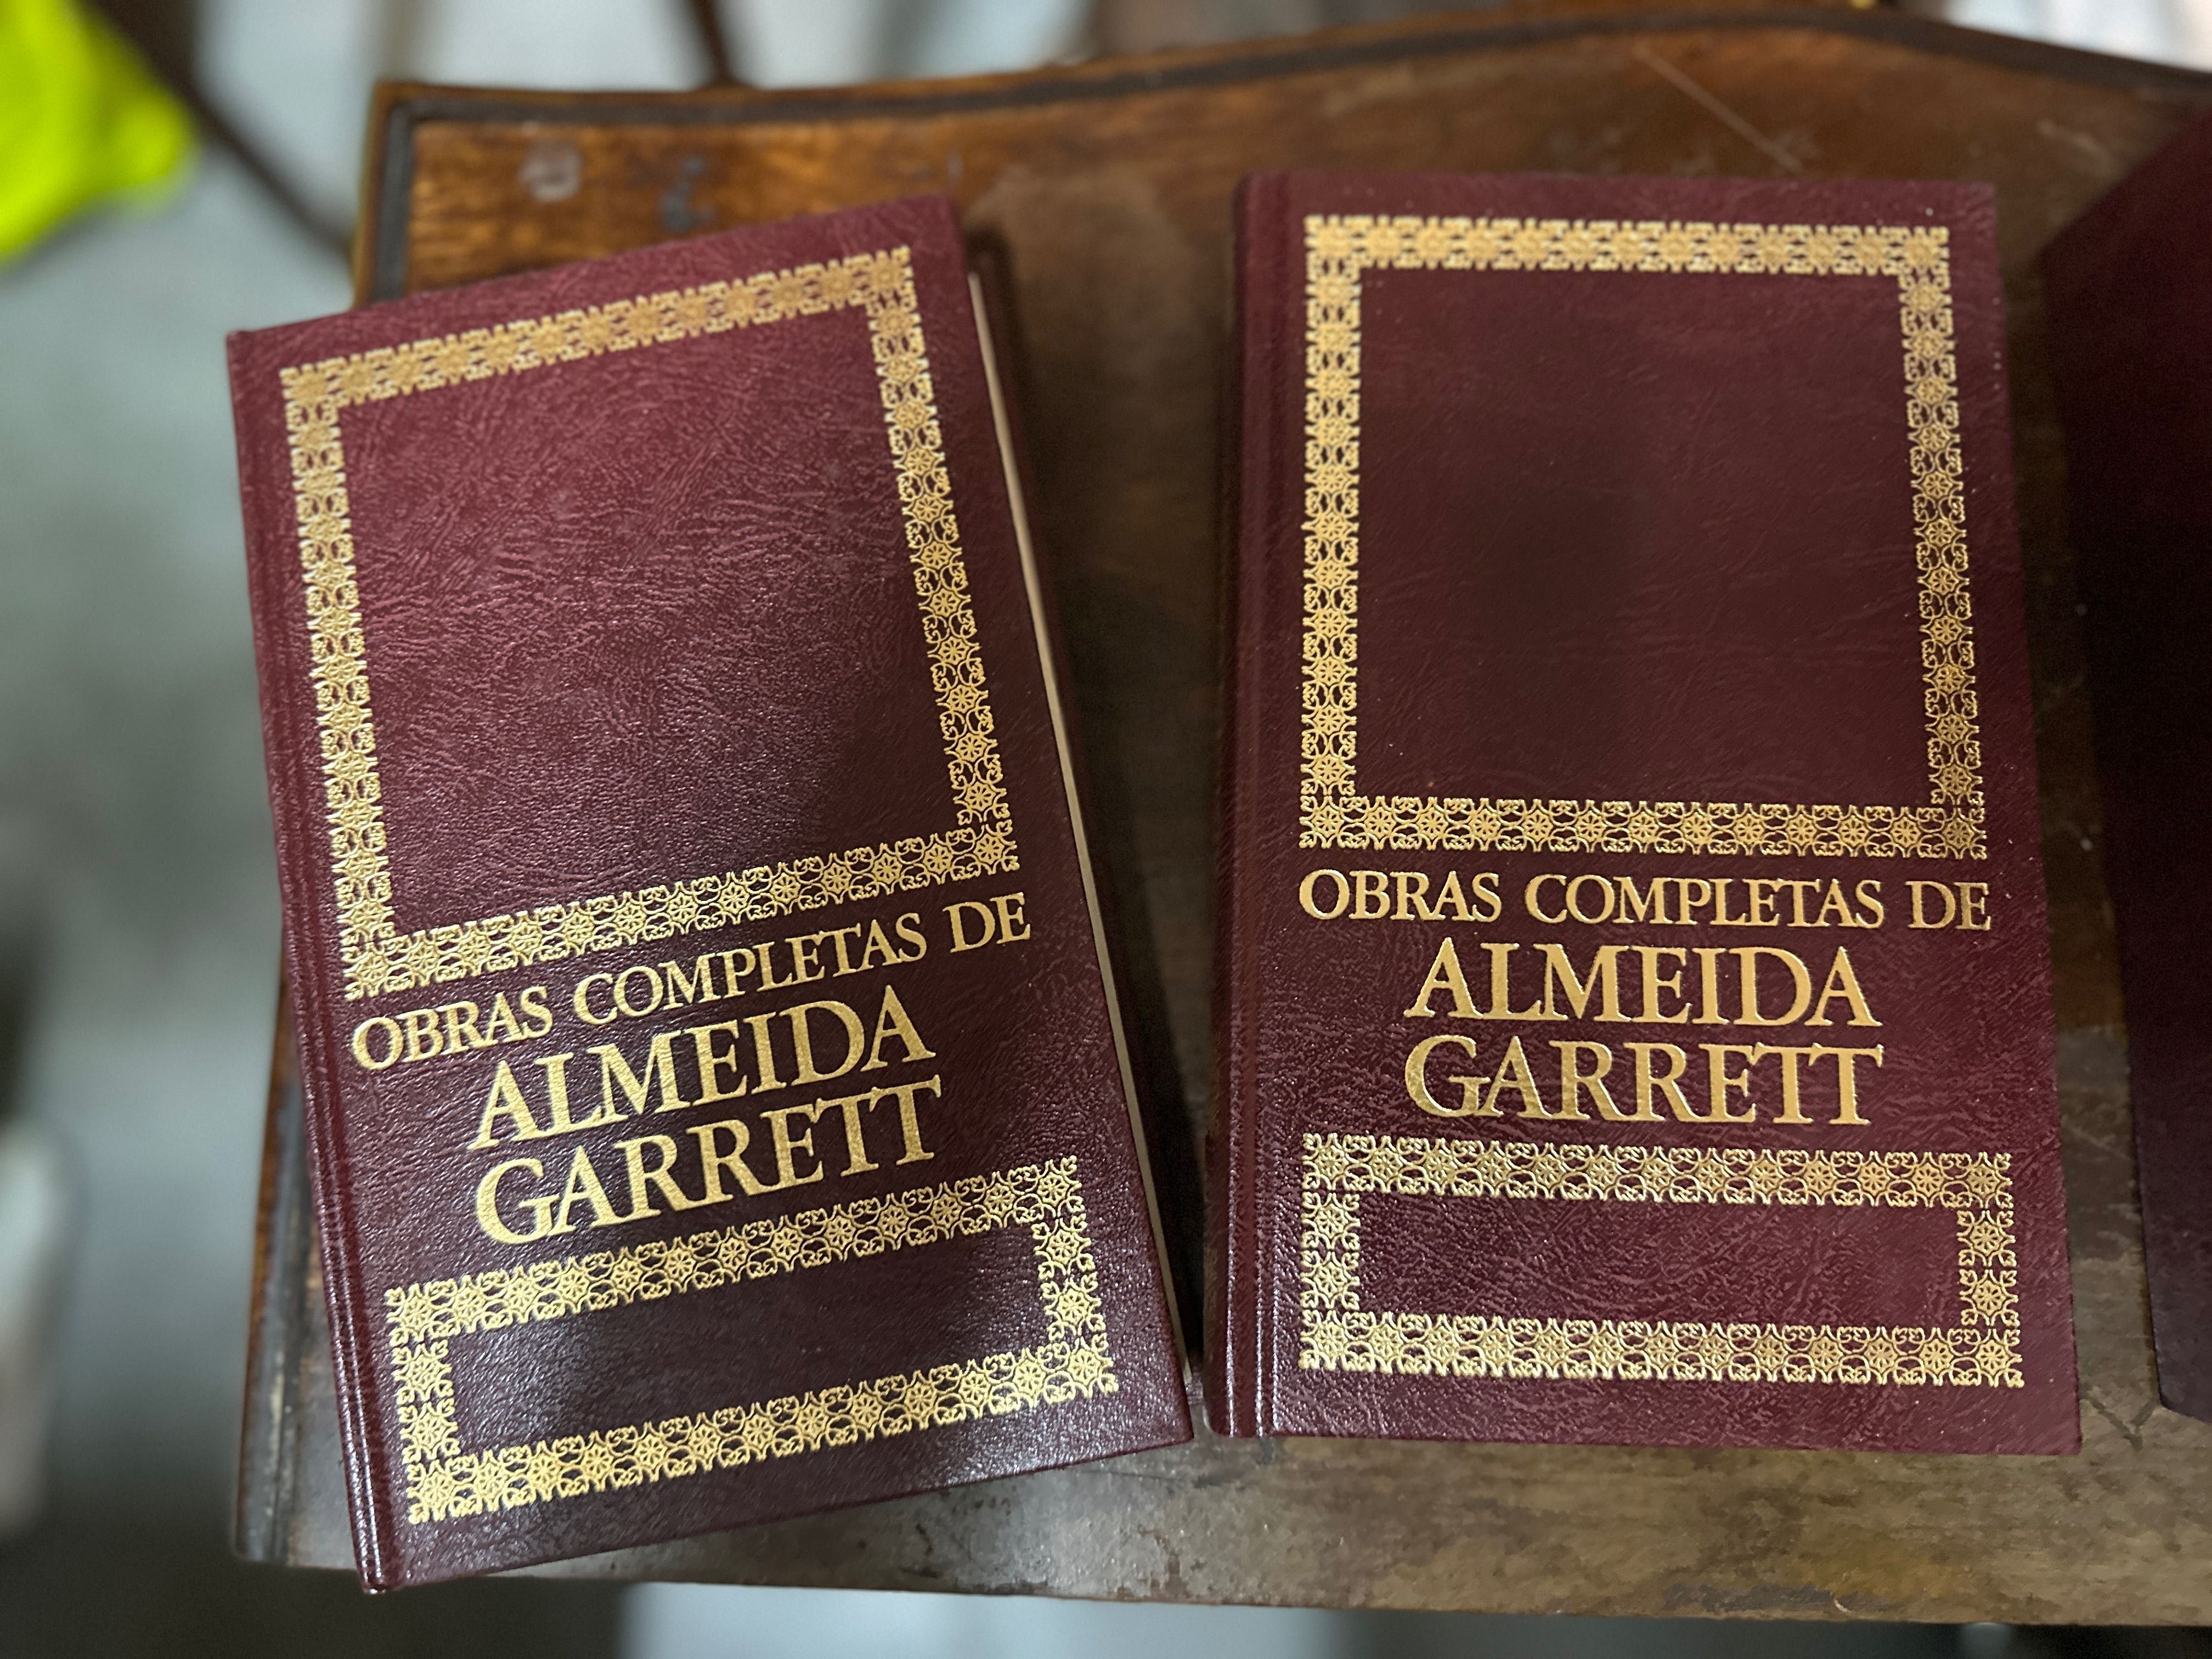 OBRAS COMPLETAS DE
ALMEIDA
GARRETT
OBRAS COMPLETAS DE
ALMEIDA
GARRETT